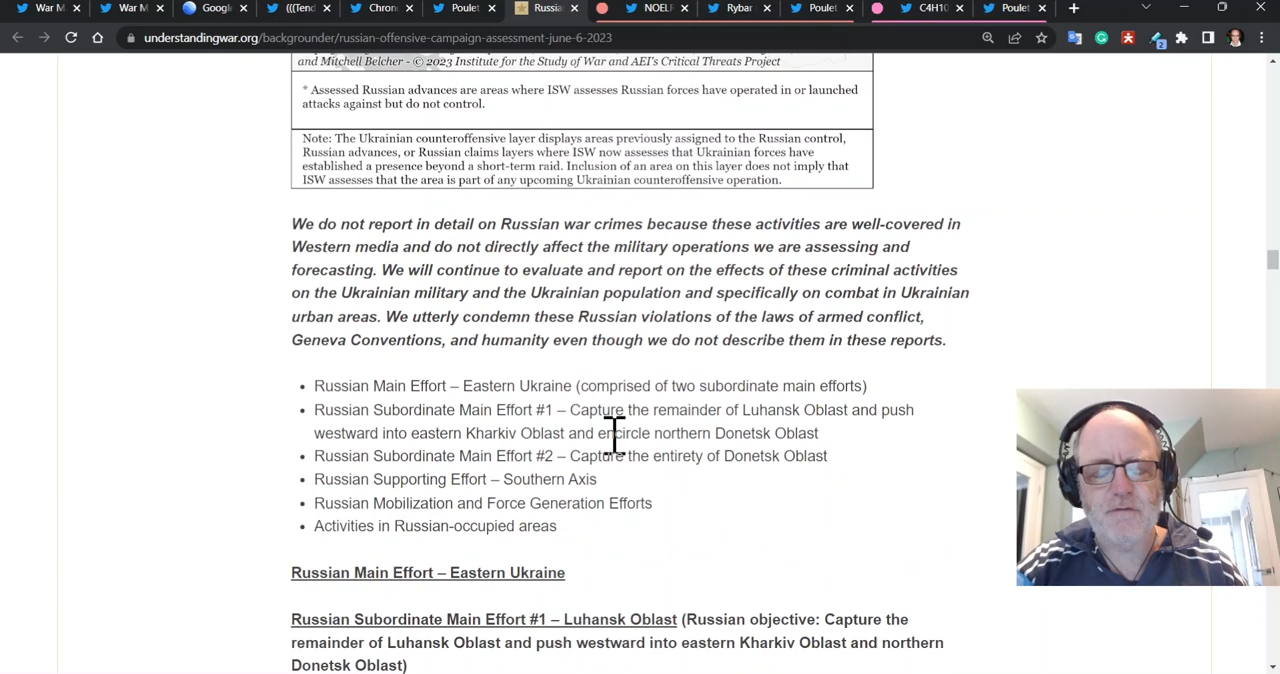 War M
War M
Google
(((Tend
Chron
Poulet
Russia
NOELR
Rybar
Poulet
C4H10
Poulet
understandingwar.org/backgrounder/russian-offensive-campaign-assessment-june-6-2023
and Mitchell Belcher - © 2023 Institute for the Study of War and AEI's Critical Threats Project
* Assessed Russian advances are areas where ISW assesses Russian forces have operated in or launched
attacks against but do not control.
Note: The Ukrainian counteroffensive layer displays areas previously assigned to the Russian control,
Russian advances, or Russian claims layers where ISW now assesses that Ukrainian forces have
established a presence beyond a short-term raid. Inclusion of an area on this layer does not imply that
ISW assesses that the area is part of any upcoming Ukrainian counteroffensive operation.
We do not report in detail on Russian war crimes because these activities are well-covered in
Western media and do not directly affect the military operations we are assessing and
forecasting. We will continue to evaluate and report on the effects of these criminal activities
on the Ukrainian military and the Ukrainian population and specifically on combat in Ukrainian
urban areas. We utterly condemn these Russian violations of the laws of armed conflict,
Geneva Conventions, and humanity even though we do not describe them in these reports.
• Russian Main Effort – Eastern Ukraine (comprised of two subordinate main efforts)
• Russian Subordinate Main Effort #1 – Capture the remainder of Luhansk Oblast and push
westward into eastern Kharkiv Oblast and encircle northern Donetsk Oblast
• Russian Subordinate Main Effort #2 – Capture the entirety of Donetsk Oblast
• Russian Supporting Effort – Southern Axis
• Russian Mobilization and Force Generation Efforts
• Activities in Russian-occupied areas
Russian Main Effort – Eastern Ukraine
Russian Subordinate Main Effort #1 – Luhansk Oblast (Russian objective: Capture the
remainder of Luhansk Oblast and push westward into eastern Kharkiv Oblast and northern
Donetsk Oblast)